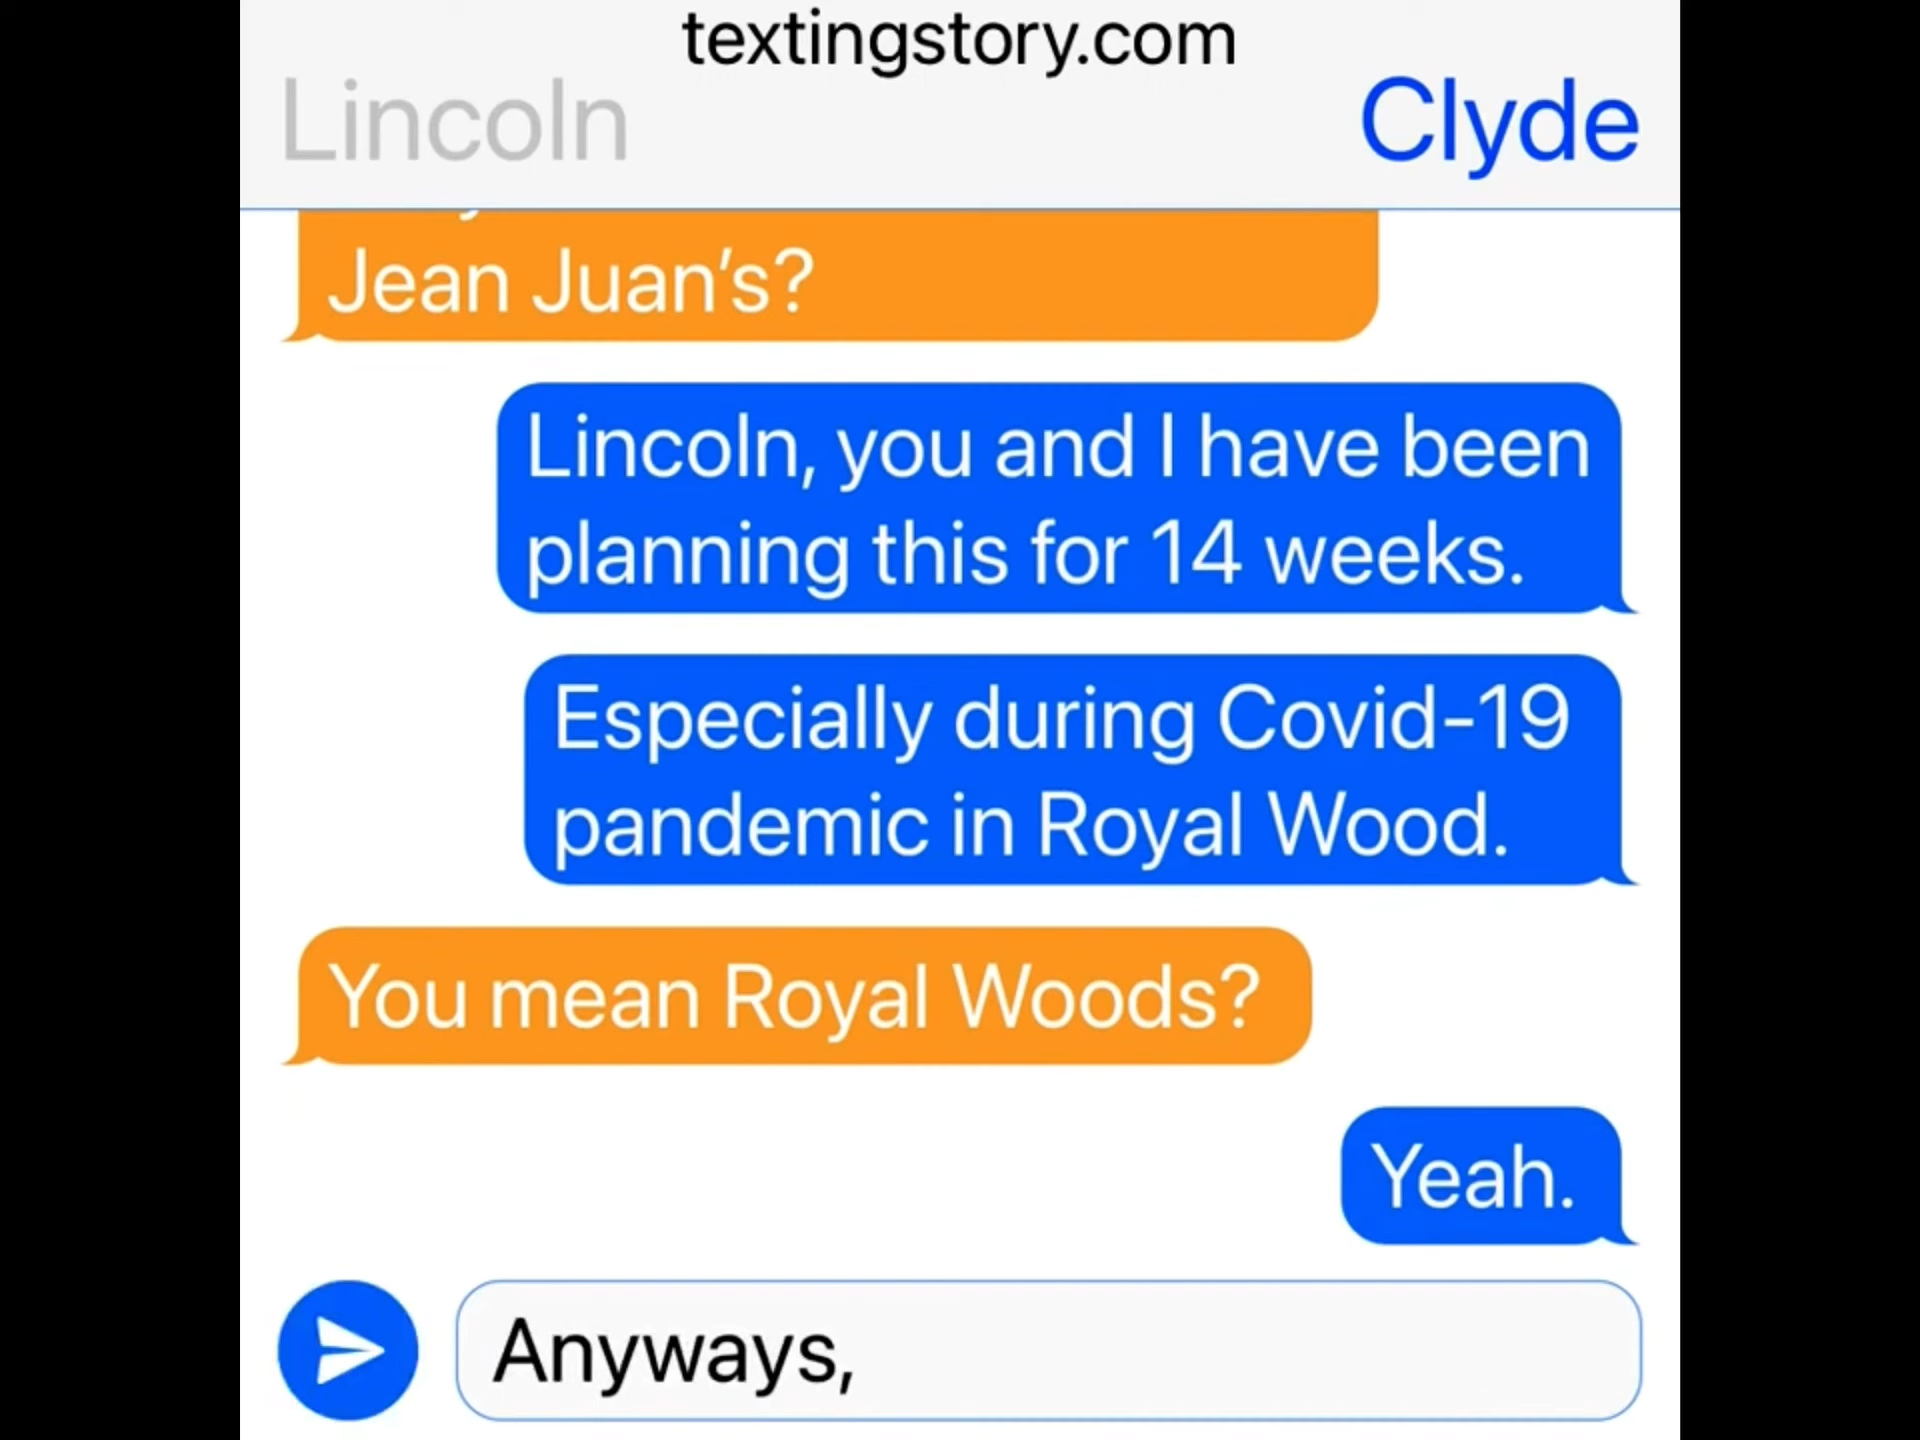 textingstory.com
Lincoln
Clyde
Jean Juan’s?
Lincoln, you and I have been
planning this for 14 weeks.
Especially during Covid-19
pandemic in Royal Wood.
You mean Royal Woods?
Yeah.
Anyways,